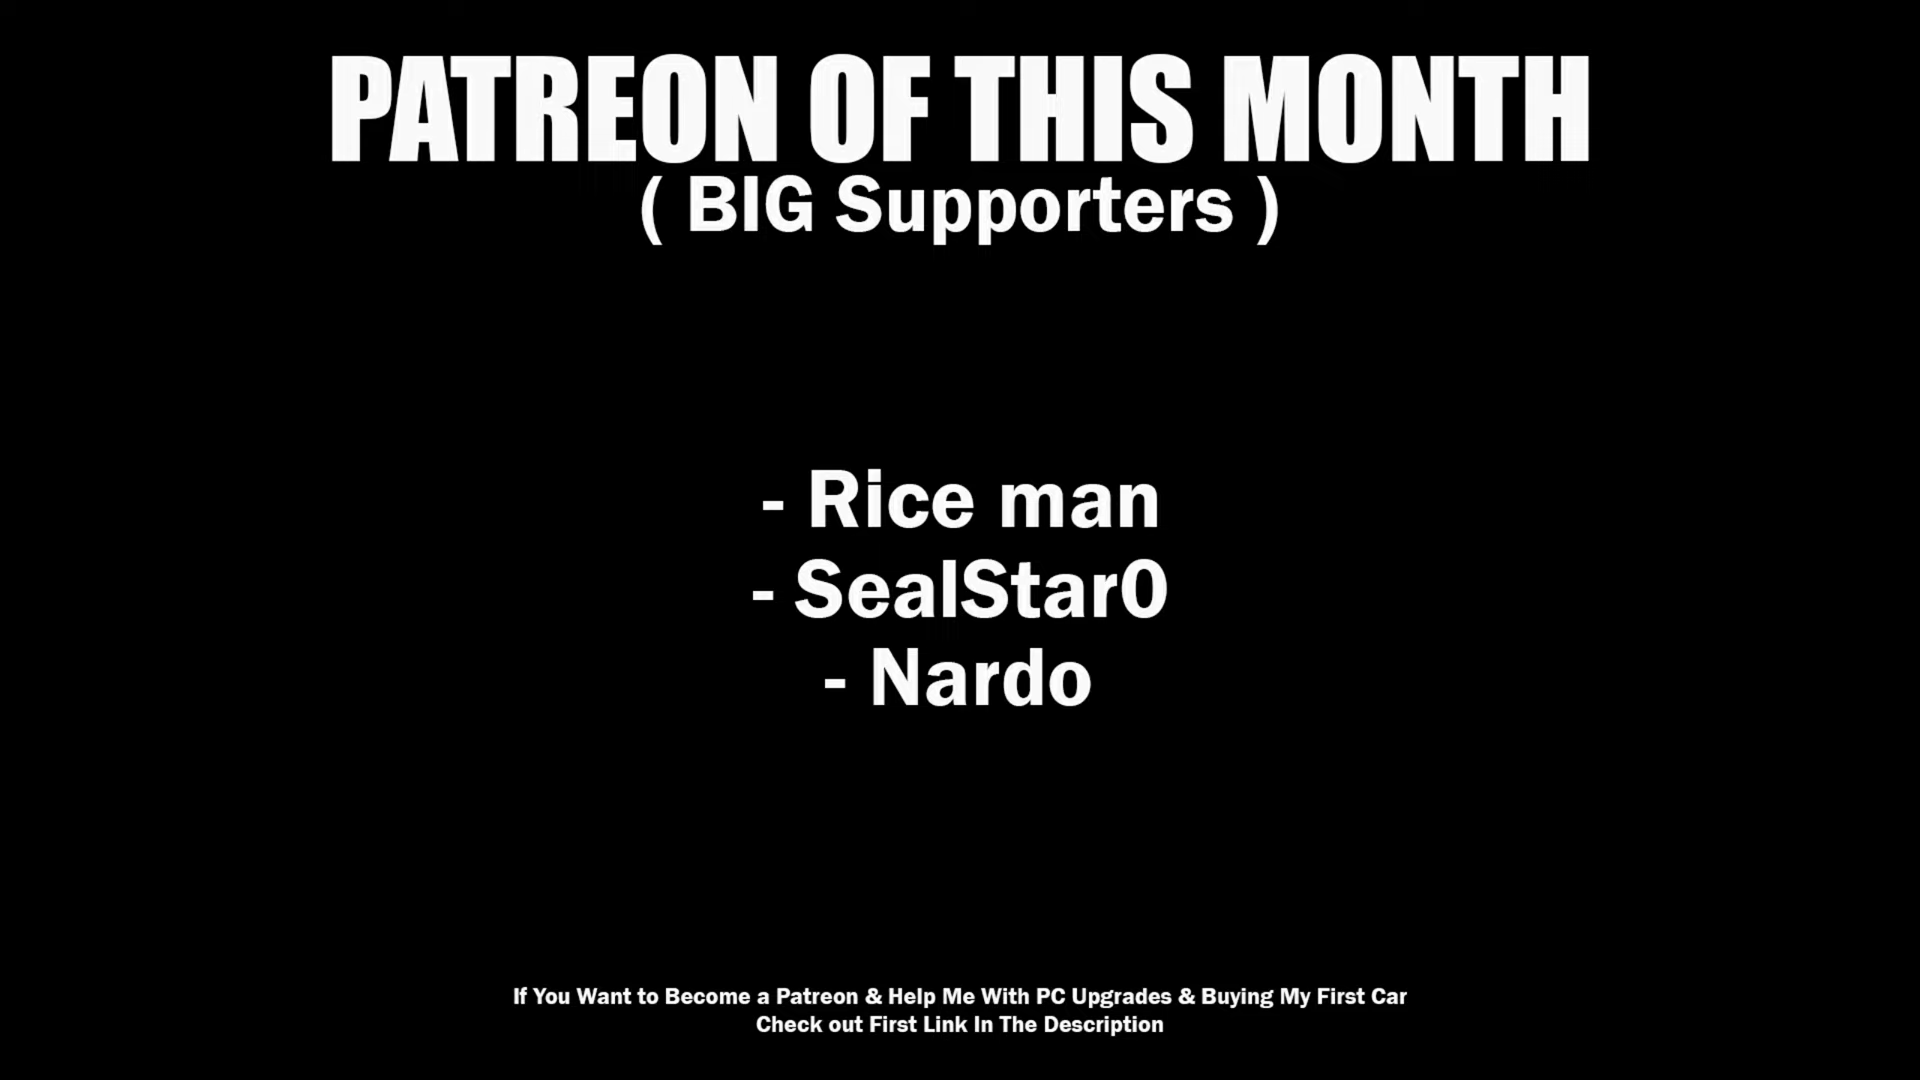 PATREON OF THIS MONTH
( BIG Supporters )
- Rice man
- SealStar0
- Nardo
If You Want to Become a Patreon & Help Me With PC Upgrades & Buying My First Car
Check out First Link In The Description